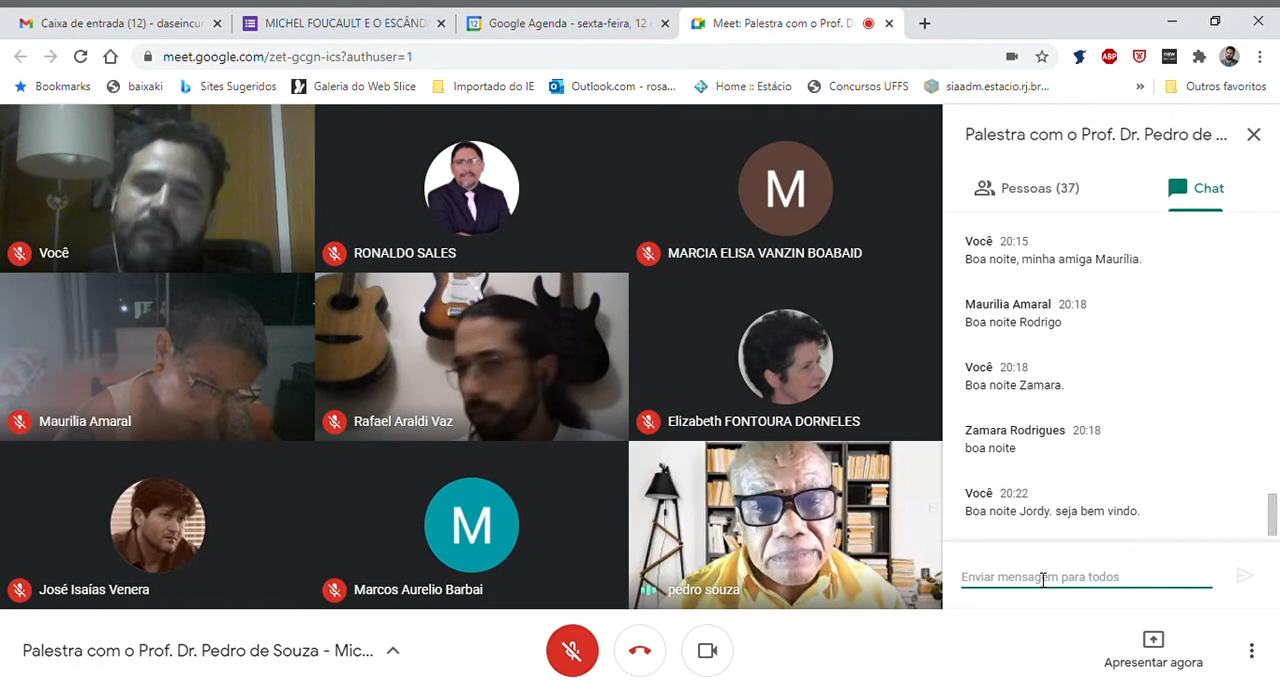 Caixa de entrada (12) - daseincu
MICHEL FOUCAULT E O ESCÂND
Google Agenda - sexta-feira, 12
Meet: Palestra com o Prof. D
meet.google.com/zet-gcgn-ics?authuser=1
ABP
new
Bookmarks
baixaki
Sites Sugeridos
Galeria do Web Slice
Importado do IE
Outlook.com - rosa...
Home :: Estácio
Concursos UFFS
siaadm.estacio.rj.br...
»
Outros favoritos
Você
RONALDO SALES
M
MARCIA ELISA VANZIN BOABAID
Maurilia Amaral
Rafael Araldi Vaz
Elizabeth FONTOURA DORNELES
José Isaías Venera
M
Marcos Aurelio Barbai
pedro souza
Palestra com o Prof. Dr. Pedro de ...
Pessoas (37)
Chat
Você 20:15
Boa noite, minha amiga Maurília.
Maurilia Amaral 20:18
Boa noite Rodrigo
Você 20:18
Boa noite Zamara.
Zamara Rodrigues 20:18
boa noite
Você 20:22
Boa noite Jordy. seja bem vindo.
Enviar mensagem para todos
Palestra com o Prof. Dr. Pedro de Souza - Mic...
Apresentar agora